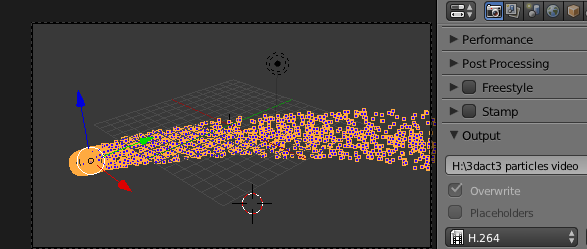 Performance
Post Processing
Freestyle
Stamp
Output
H:\3dact3 particles video
Overwrite
Placeholders
H.264